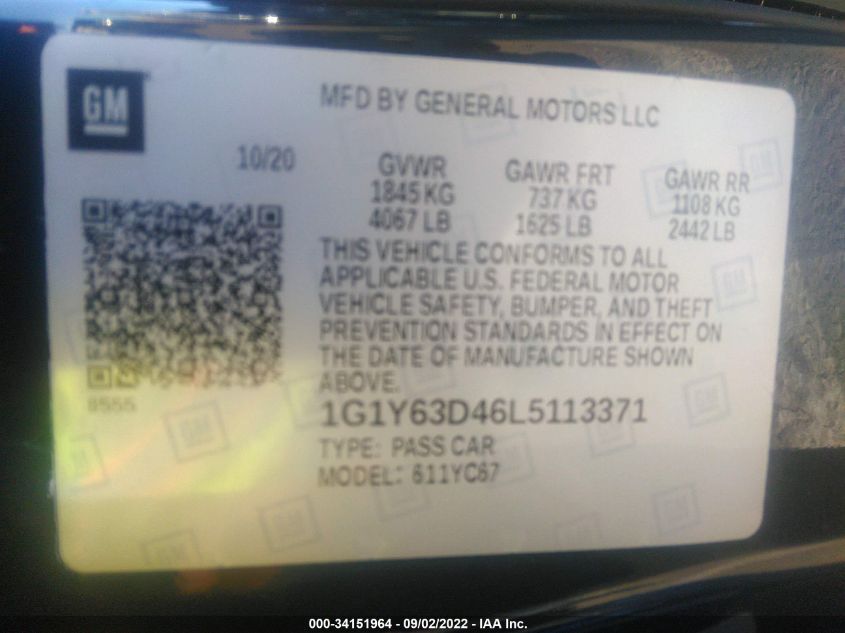 GM
MFD BY GENERAL MOTORS LLC
10/20
GVWR
1845 KG
4067 LB
GAWR FRT
737 KG
1625 LB
GAWR RR
1108 KG
2442 LB
THIS VEHICLE CONFORMS TO ALL
APPLICABLE U.S. FEDERAL MOTOR
VEHICLE SAFETY, BUMPER, AND THEFT
PREVENTION STANDARDS IN EFFECT ON
THE DATE OF MANUFACTURE SHOWN
ABOVE.
8555
1G1Y63D46L5113371
TYPE: PASS CAR
MODEL: 611YC67
000-34151964 - 09/02/2022 - IAA Inc.